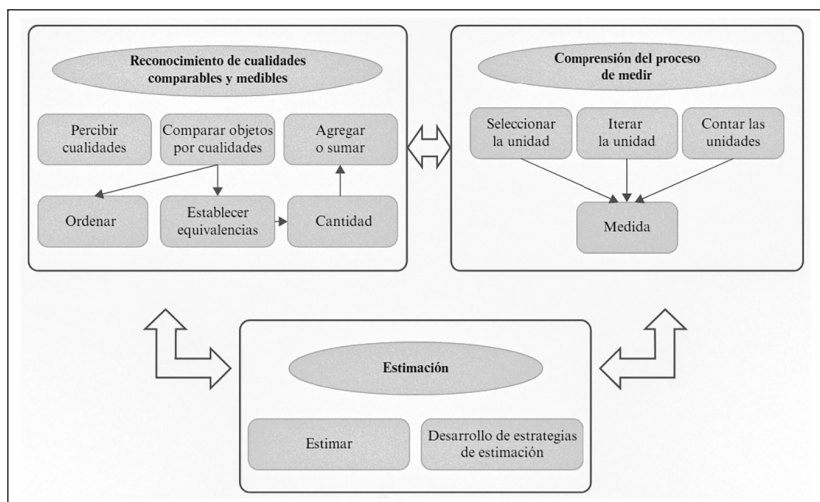 Reconocimiento de cualidades
comparables y medibles
Percibir
cualidades
Comparar objetos
por cualidades
Agregar
o sumar
Ordenar
Establecer
equivalencias
Cantidad
Comprensión del proceso
de medir
Seleccionar
la unidad
Iterar
la unidad
Contar las
unidades
Medida
Estimación
Estimar
Desarrollo de estrategias
de estimación